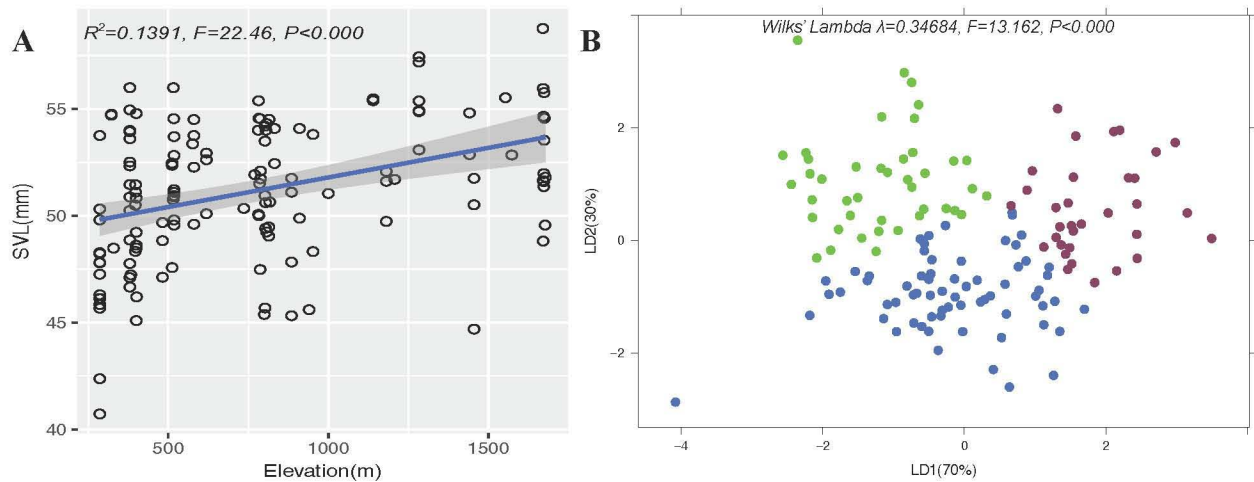 A
R²=0.1391, F=22.46, P<0.000
SVL(mm)
55
50
45
40
500
1000
1500
Elevation(m)
B
Wilks' Lambda λ=0.34684, F=13.162, P<0.000
LD2(30%)
2
0
−2
−4
−2
0
2
LD1(70%)